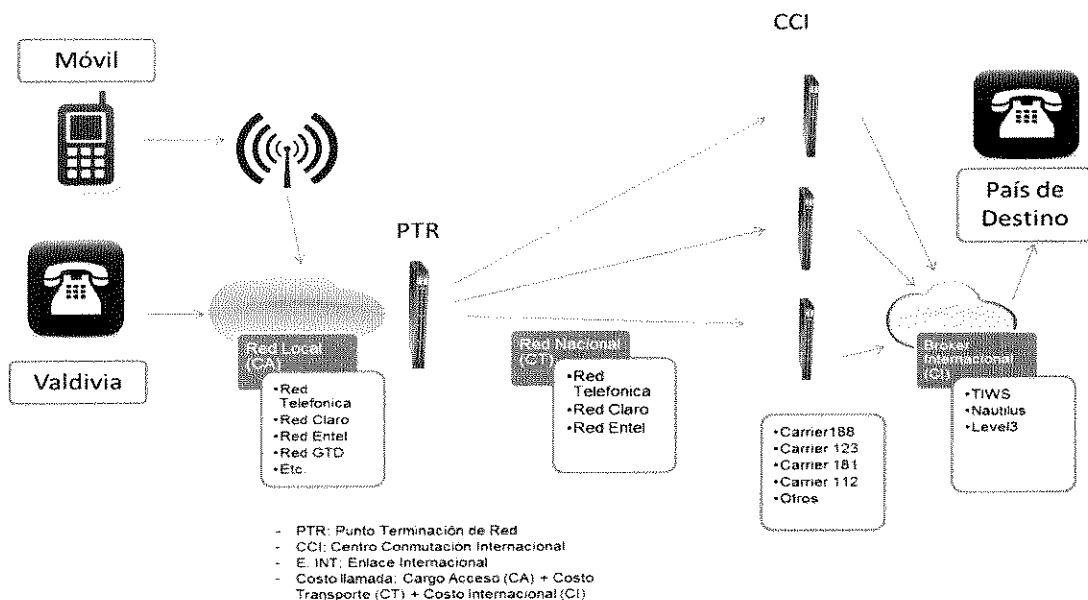 CCI
Móvil
País de
Destino
PTR
Valdivia
Red Local
(CA)
•Red
Telefonica
•Red Claro
•Red Entel
•Red GTD
•Etc.
Red Nacional
(CT)
•Red
Telefonica
•Red Claro
•Red Entel
•Carrier188
•Carrier 123
•Carrier 181
•Carrier 112
•Otros
Broker
Internacional
(CI)
•TIWS
•Nautilus
•Level3
- PTR: Punto Terminación de Red
- CCI: Centro Conmutación Internacional
- E. INT: Enlace Internacional
- Costo llamada: Cargo Acceso (CA) + Costo
Transporte (CT) + Costo Internacional (CI)